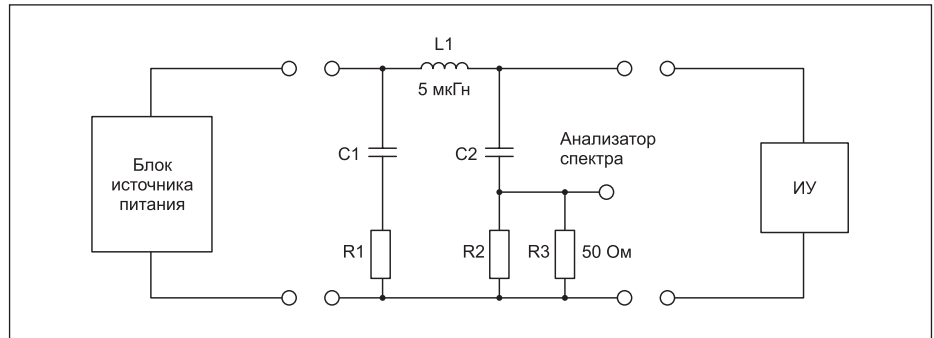 L1
5 мкГн
Блок
источника
питания
C1
C2
Анализатор
спектра
ИУ
R1
R2
R3
50 Ом